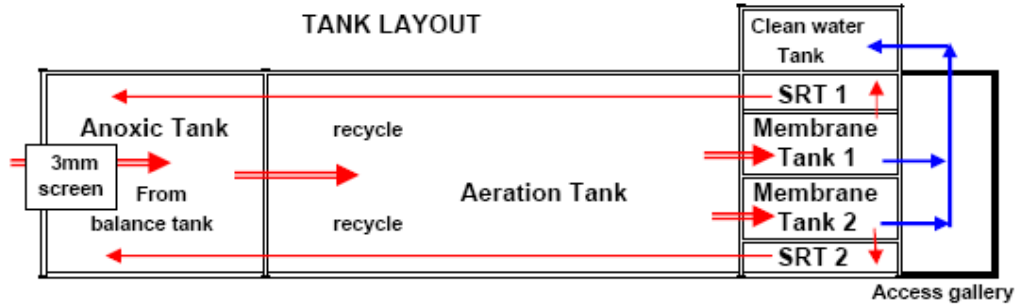 TANK LAYOUT
Clean water
Tank
SRT 1
Anoxic Tank
recycle
Membrane
Tank 1
3mm
screen
From
balance tank
Aeration Tank
recycle
Membrane
Tank 2
SRT 2
Access gallery